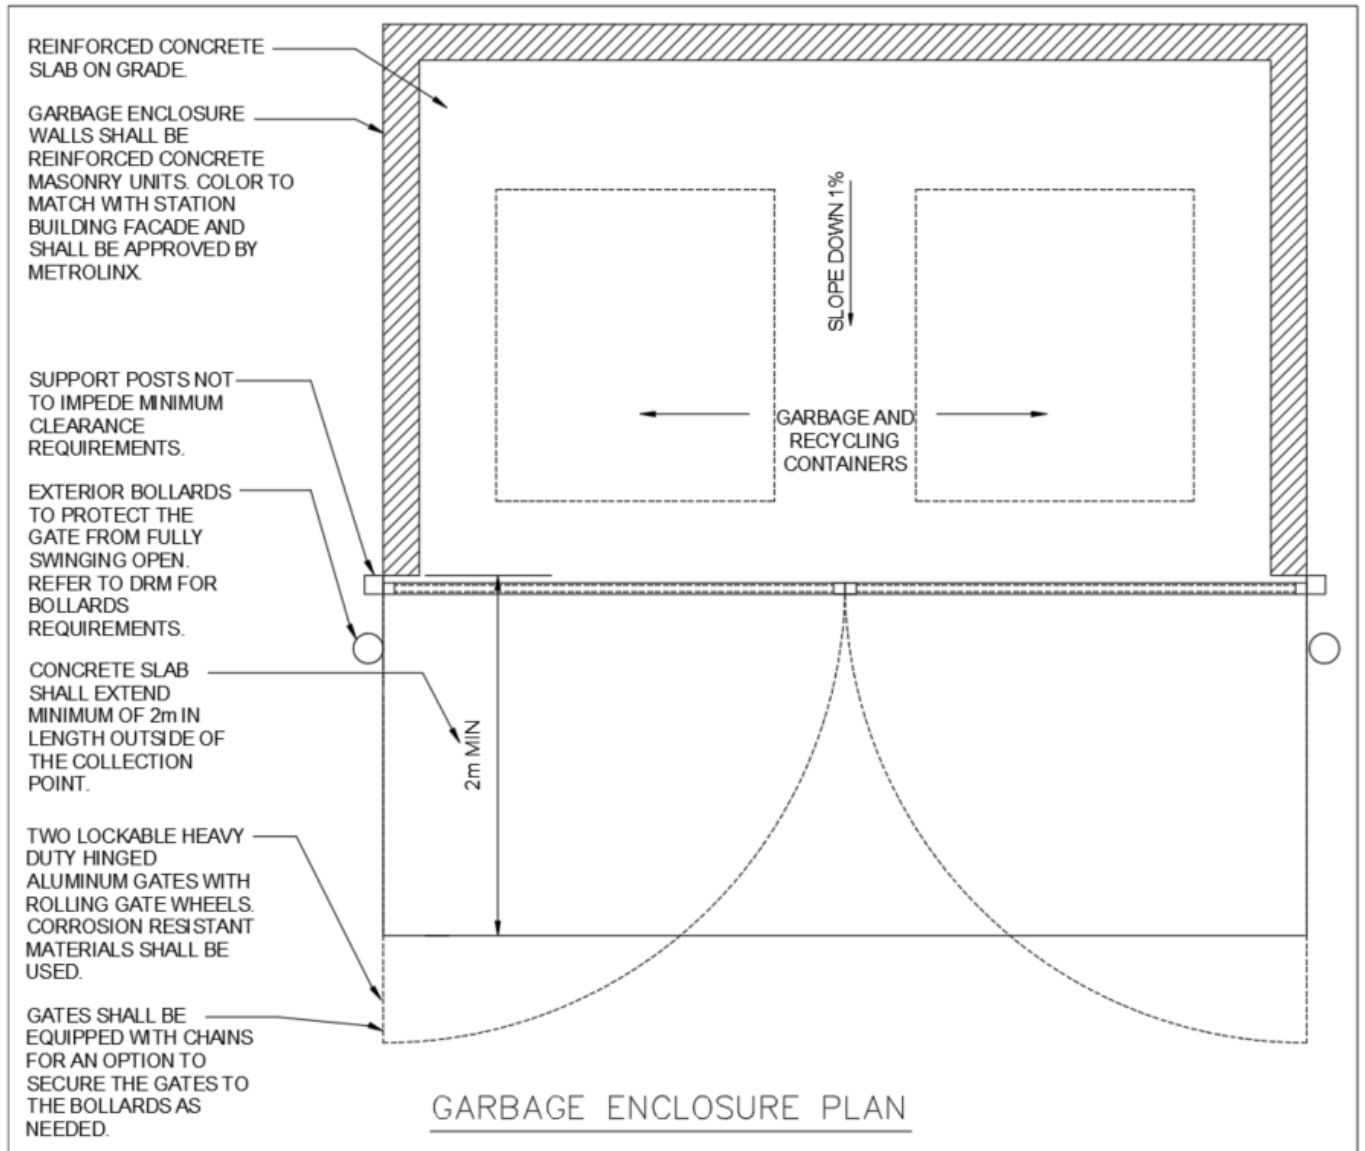 REINFORCED CONCRETE
SLAB ON GRADE.
GARBAGE ENCLOSURE
WALLS SHALL BE
REINFORCED CONCRETE
MASONRY UNITS. COLOR TO
MATCH WITH STATION
BUILDING FACADE AND
SHALL BE APPROVED BY
METROLINX.
SUPPORT POSTS NOT
TO IMPEDE MINIMUM
CLEARANCE
REQUIREMENTS.
EXTERIOR BOLLARDS
TO PROTECT THE
GATE FROM FULLY
SWINGING OPEN.
REFER TO DRM FOR
BOLLARDS
REQUIREMENTS.
CONCRETE SLAB
SHALL EXTEND
MINIMUM OF 2m IN
LENGTH OUTSIDE OF
THE COLLECTION
POINT.
TWO LOCKABLE HEAVY
DUTY HINGED
ALUMINUM GATES WITH
ROLLING GATE WHEELS.
CORROSION RESISTANT
MATERIALS SHALL BE
USED.
GATES SHALL BE
EQUIPPED WITH CHAINS
FOR AN OPTION TO
SECURE THE GATES TO
THE BOLLARDS AS
NEEDED.
SLOPE DOWN 1%
GARBAGE AND
RECYCLING
CONTAINERS
2m MIN
GARBAGE ENCLOSURE PLAN